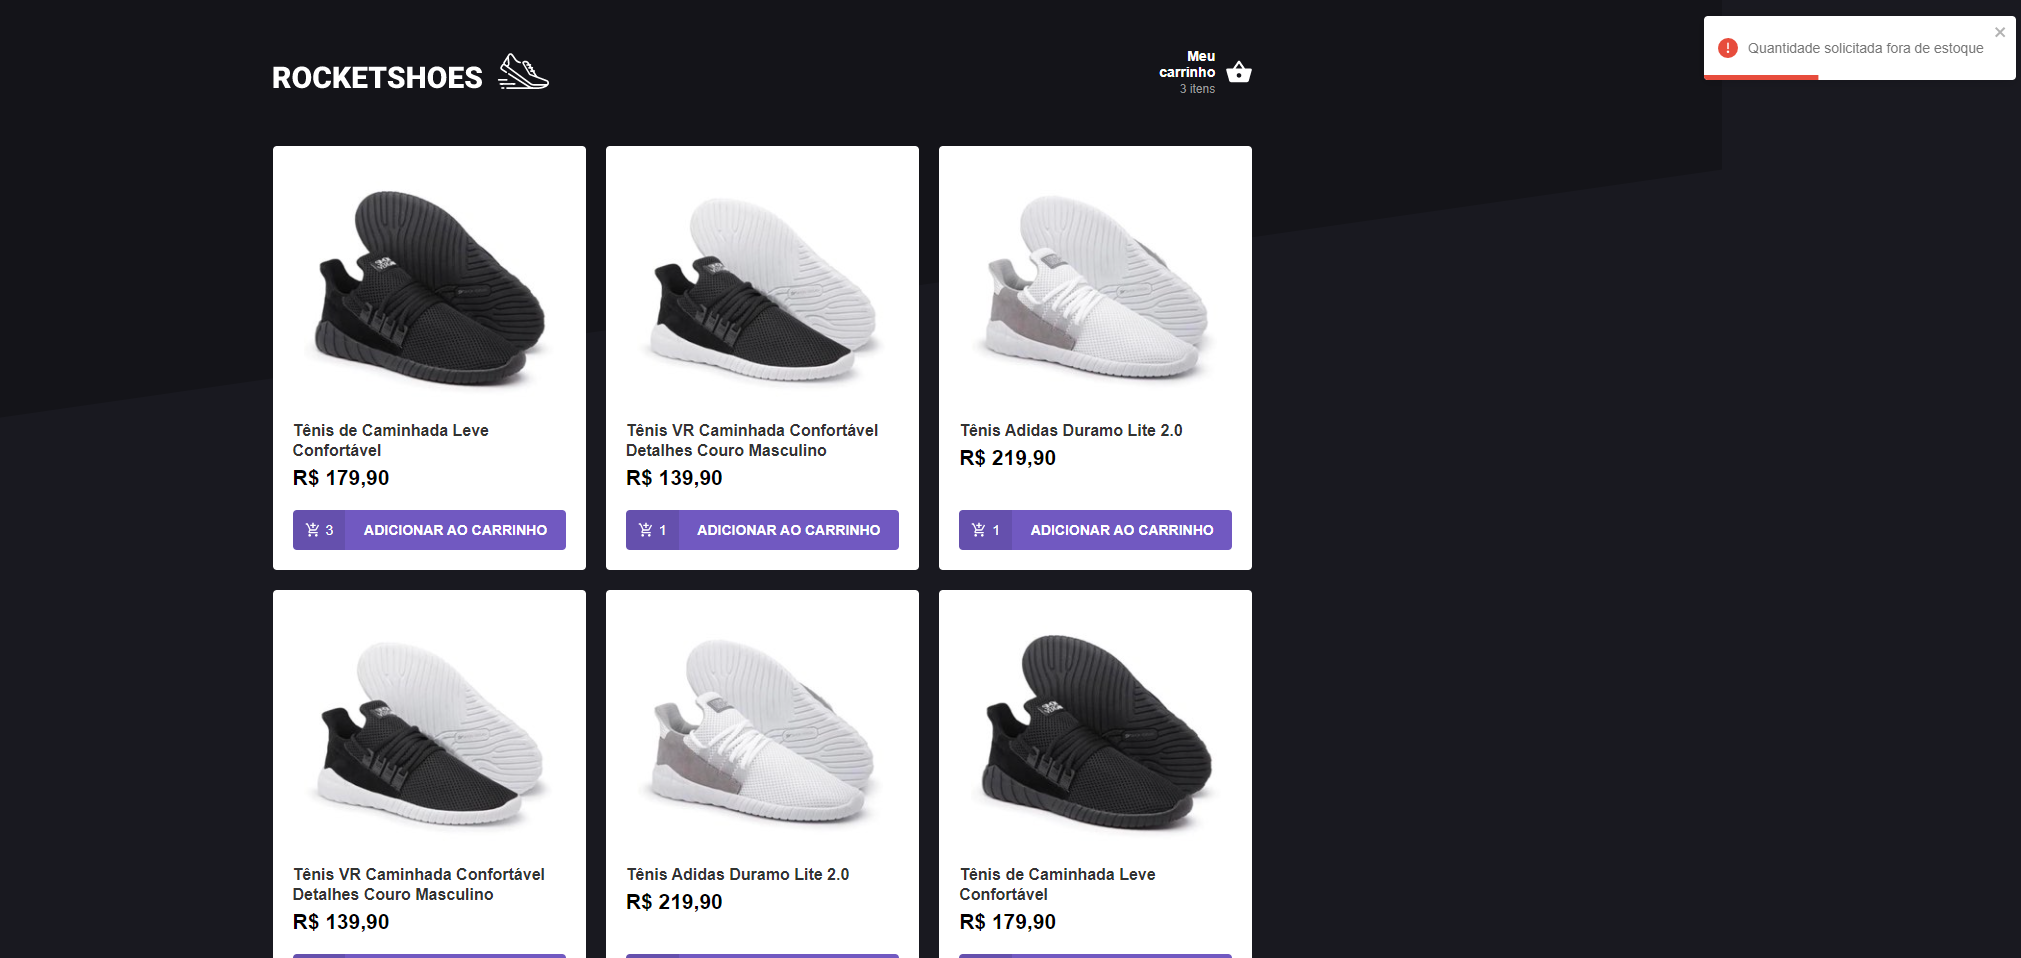 ROCKETSHOES
Meu
carrinho
3 itens
Quantidade solicitada fora de estoque
Tênis de Caminhada Leve
Confortável
R$ 179,90
3 ADICIONAR AO CARRINHO
Tênis VR Caminhada Confortável
Detalhes Couro Masculino
R$ 139,90
1 ADICIONAR AO CARRINHO
Tênis Adidas Duramo Lite 2.0
R$ 219,90
1 ADICIONAR AO CARRINHO
Tênis VR Caminhada Confortável
Detalhes Couro Masculino
R$ 139,90
Tênis Adidas Duramo Lite 2.0
R$ 219,90
Tênis de Caminhada Leve
Confortável
R$ 179,90